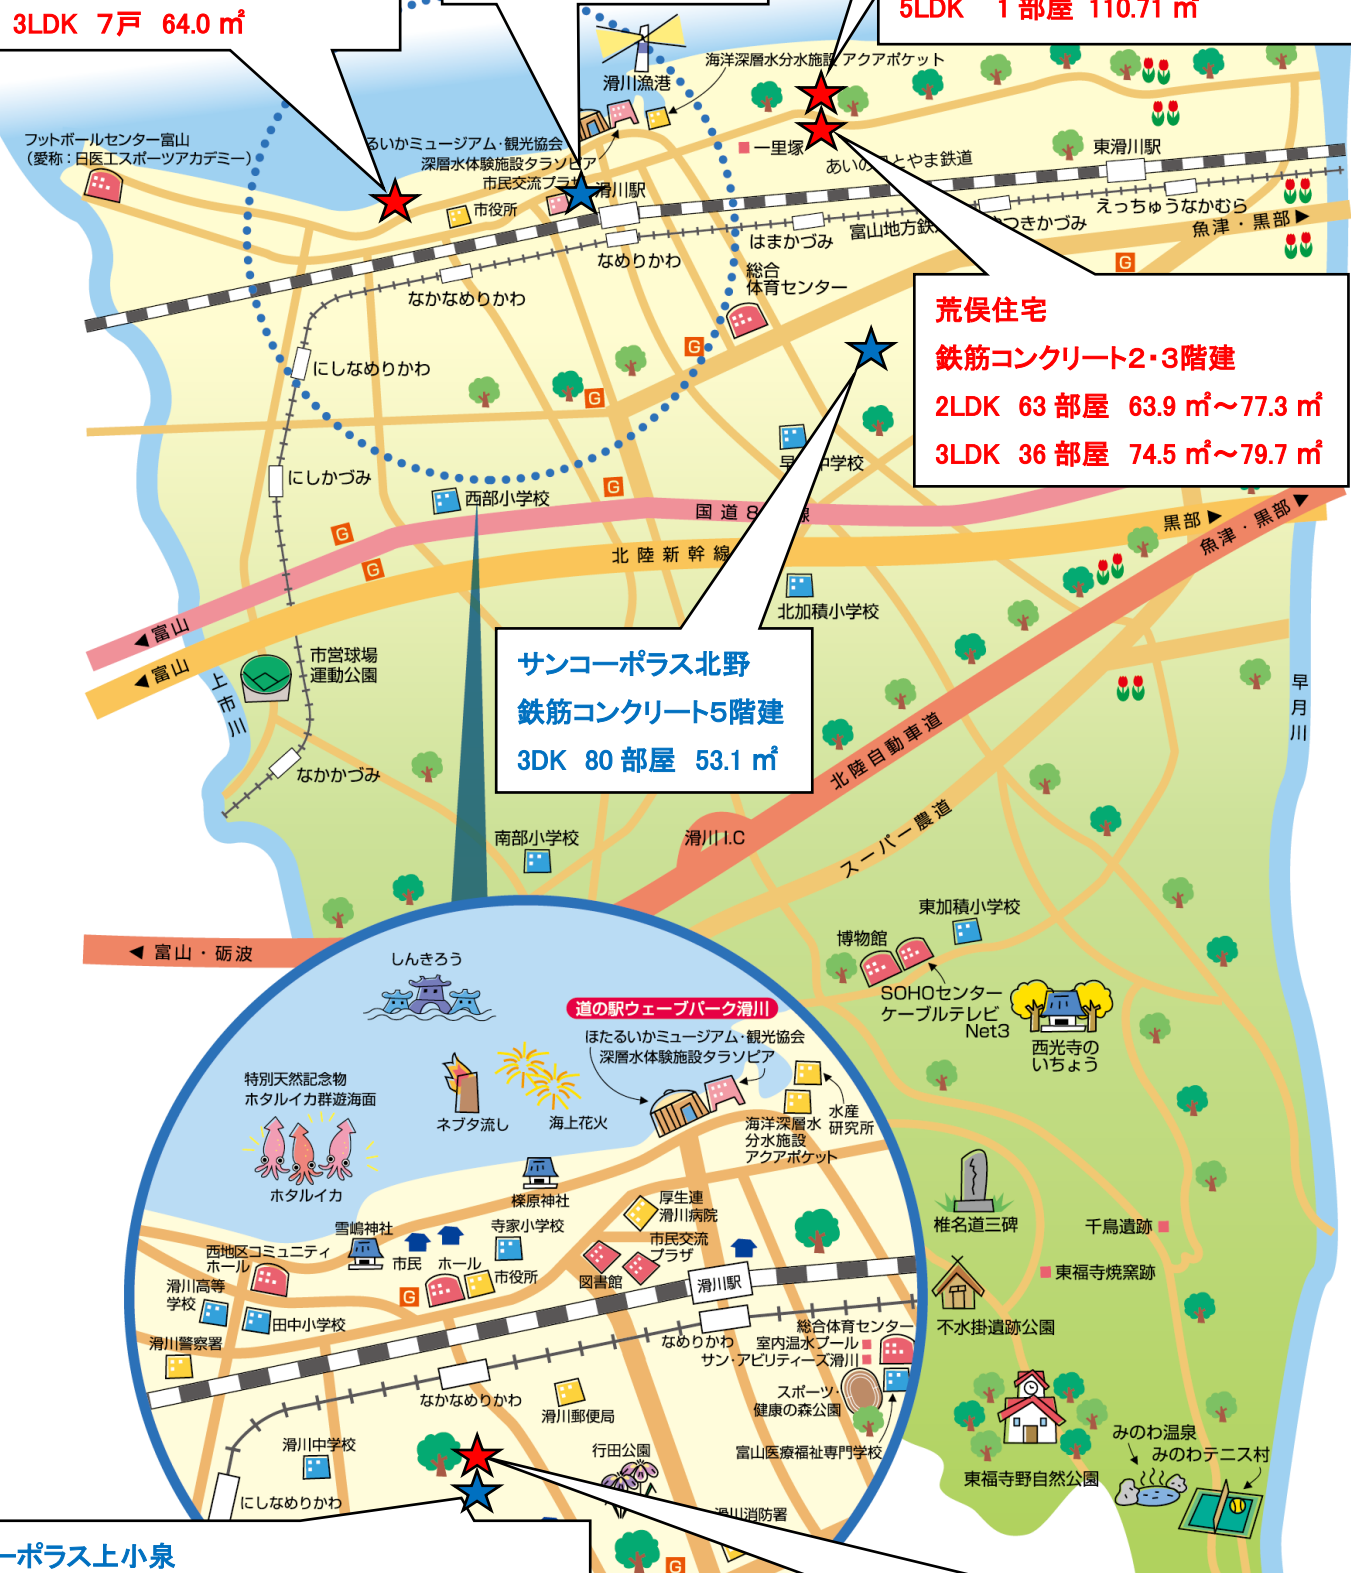 3LDK 7戸 64.0 ㎡
5LDK 1部屋 110.71 ㎡
海洋深層水分水施設 アクアポケット
滑川漁港
フットボールセンター富山
(愛称:日医工スポーツアカデミー)
るいかミュージアム・観光協会
深層水体験施設タラソピア
市民交流プラザ
市役所
滑川駅
一里塚
あいの風とやま鉄道
東滑川駅
えっちゅうなかむら
つきかづみ
魚津・黒部▶
はまかづみ
富山地方鉄
なめりかわ
なかなめりかわ
総合
体育センター
G
荒俣住宅
鉄筋コンクリート2・3階建
2LDK 63 部屋 63.9 ㎡~77.3 ㎡
3LDK 36 部屋 74.5 ㎡~79.7 ㎡
G
にしなめりかわ
G
早 中学校
にしかづみ
G
西部小学校
国道8 線
G
黒部▶
魚津・黒部▶
北陸新幹線
G
北加積小学校
◀富山
◀富山
市営球場
運動公園
上市川
早月川
サンコーポラス北野
鉄筋コンクリート5階建
3DK 80 部屋 53.1 ㎡
北陸自動車道
なかかづみ
南部小学校
滑川 I.C
スーパー農道
◀ 富山・砺波
東加積小学校
博物館
SOHOセンター
ケーブルテレビ
Net3
西光寺の
いちょう
しんきろう
道の駅ウェーブパーク滑川
ほたるいかミュージアム・観光協会
深層水体験施設タラソピア
特別天然記念物
ホタルイカ群遊海面
ネブタ流し
海上花火
水産
研究所
海洋深層水
分水施設
アクアポケット
ホタルイカ
櫟原神社
厚生連
滑川病院
雪嶋神社
寺家小学校
市民交流
プラザ
西地区コミュニティ
ホール
市民 ホール
市役所
図書館
滑川駅
滑川高等
学校
G
田中小学校
滑川警察署
なめりかわ
総合体育センター
室内温水プール
サン・アビリティーズ滑川
なかなめりかわ
滑川郵便局
スポーツ・
健康の森公園
滑川中学校
行田公園
富山医療福祉専門学校
にしなめりかわ
滑川消防署
椎名道三碑
千鳥遺跡
東福寺焼窯跡
不水掛遺跡公園
みのわ温泉
みのわテニス村
東福寺野自然公園
ーポラス上小泉
G